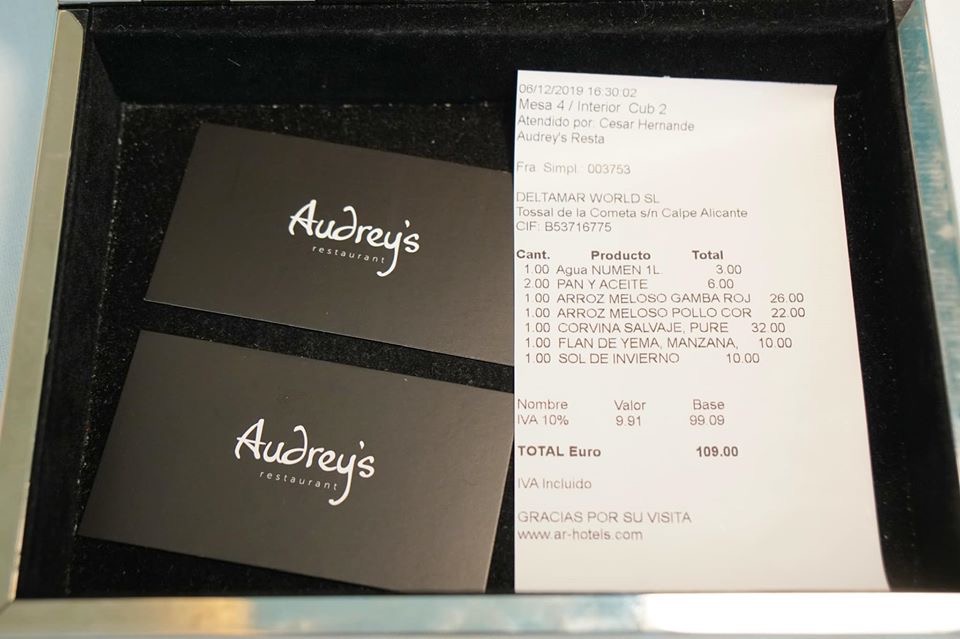 Audrey's
restaurant
Audrey's
restaurant
06/12/2019 16:30:02
Mesa 4 / Interior Cub 2
Atendido por: Cesar Hernande
Audrey's Resta
Fra. Simpl.: 003753
DELTAMAR WORLD SL
Tossal de la Cometa s/n Calpe Alicante
CIF: B53716775
Cant. Producto Total
1.00 Agua NUMEN 1L 3.00
2.00 PAN Y ACEITE 6.00
1.00 ARROZ MELOSO GAMBA ROJ 26.00
1.00 ARROZ MELOSO POLLO COR 22.00
1.00 CORVINA SALVAJE, PURE 32.00
1.00 FLAN DE YEMA, MANZANA, 10.00
1.00 SOL DE INVIERNO 10.00
Nombre Valor Base
IVA 10% 9.91 99.09
TOTAL Euro 109.00
IVA Incluido
GRACIAS POR SU VISITA
www.ar-hotels.com